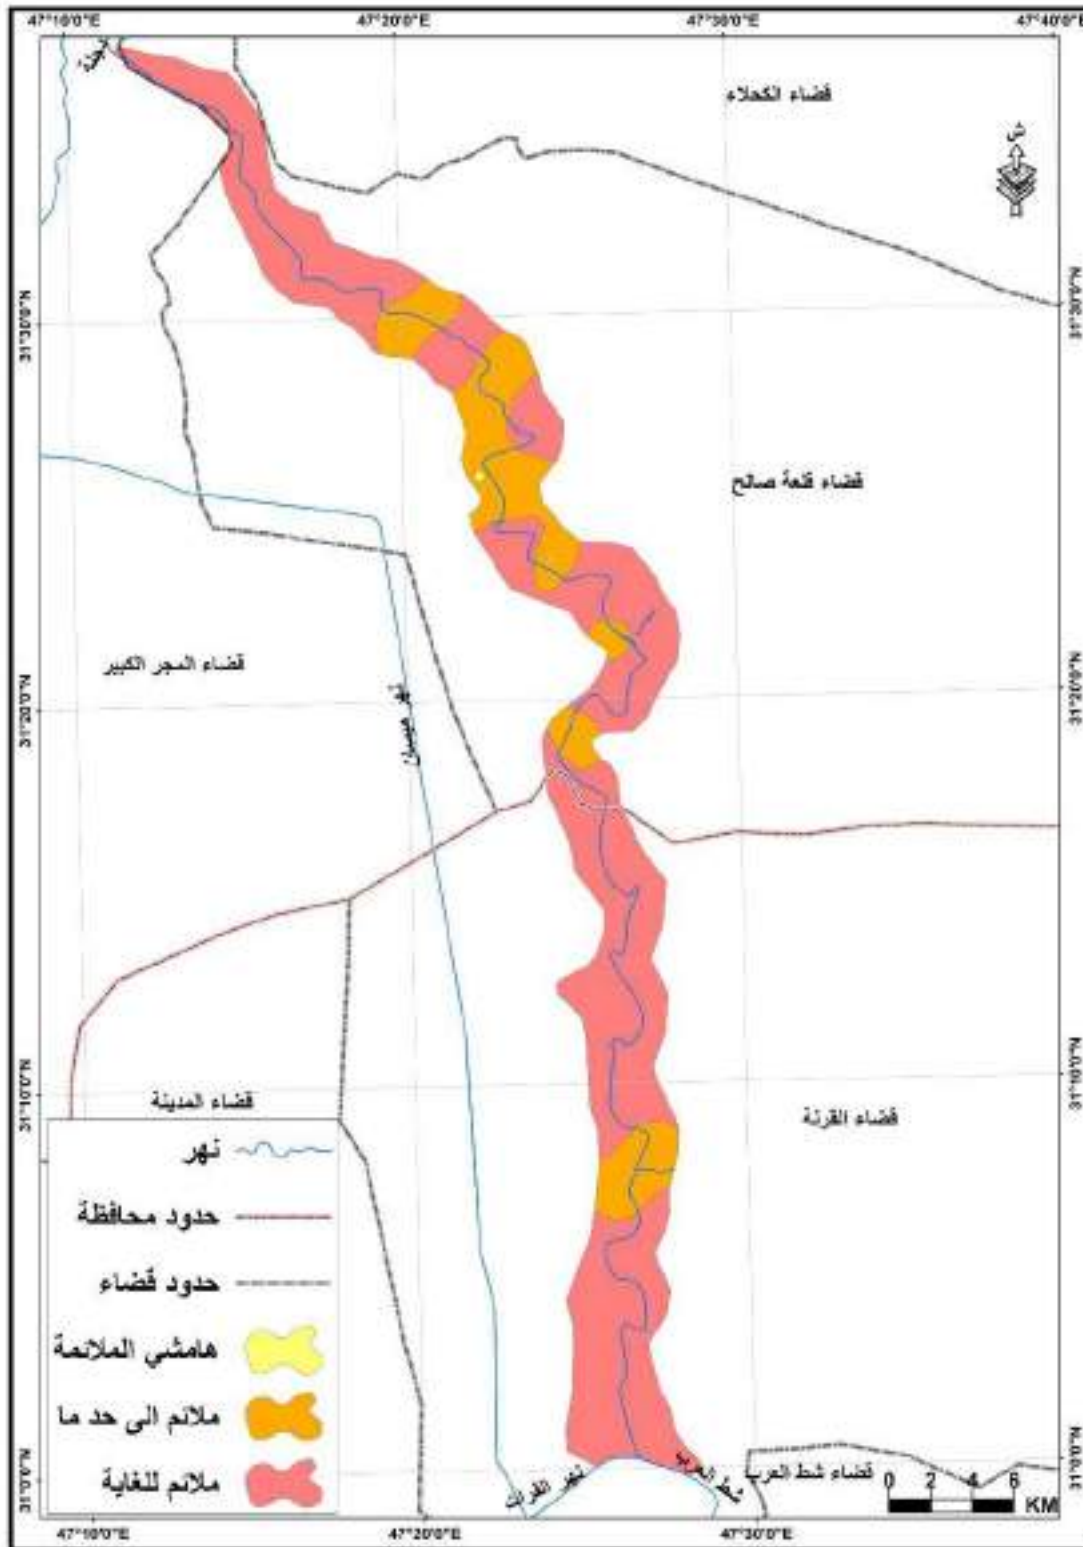 47°10'0"E 47°20'0"E 47°30'0"E 47°40'0"E
قضاء الكحلاء
ش
31°30'0"N 31°30'0"N
قضاء قلعة صالح
قضاء المجر الكبير
نهر ميسان
31°20'0"N 31°20'0"N
31°10'0"N 31°10'0"N
قضاء المدينة
قضاء القرنة
نهر
حدود محافظة
حدود قضاء
هامشي الملائمة
ملائم الى حد ما
ملائم للغاية
نهر الفرات
شط العرب
قضاء شط العرب
31°0'0"N 31°0'0"N
0 2 4 6
KM
47°10'0"E 47°20'0"E 47°30'0"E